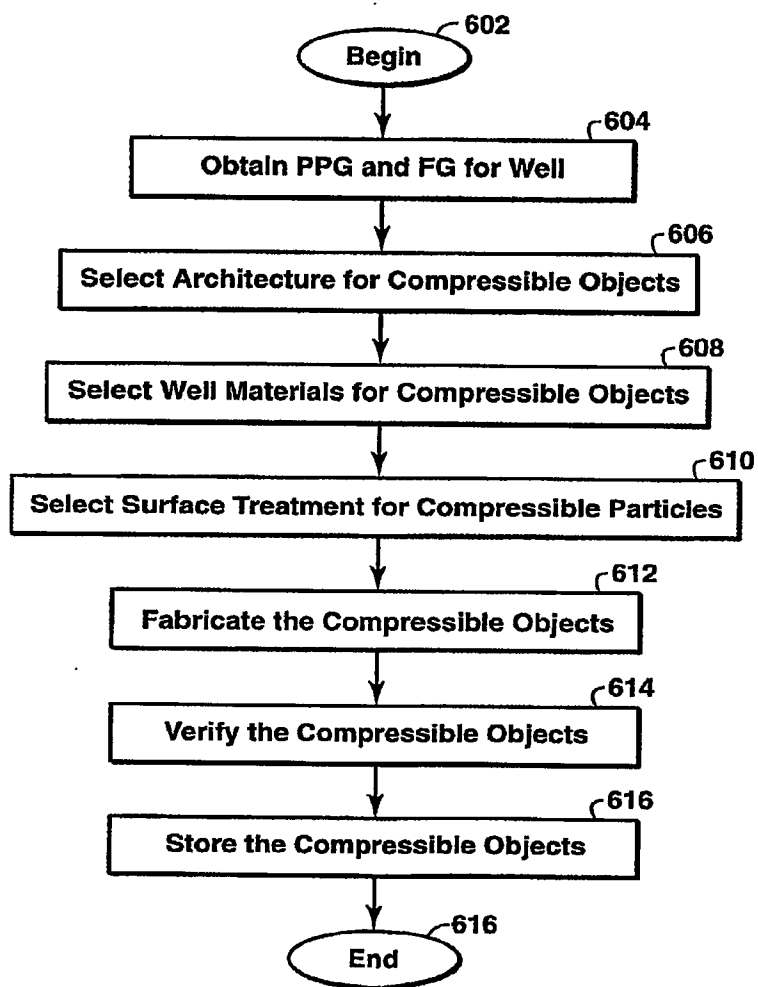 602
Begin
604
Obtain PPG and FG for Well
606
Select Architecture for Compressible Objects
608
Select Well Materials for Compressible Objects
610
Select Surface Treatment for Compressible Particles
612
Fabricate the Compressible Objects
614
Verify the Compressible Objects
616
Store the Compressible Objects
616
End